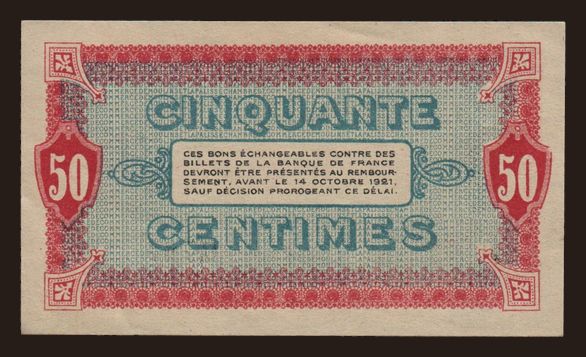 CINQUANTE
CES BONS ÉCHANGEABLES CONTRE DES
BILLETS DE LA BANQUE DE FRANCE
DEVRONT ÊTRE PRÉSENTÉS AU REMBOUR-
SEMENT, AVANT LE 14 OCTOBRE 1921,
SAUF DÉCISION PROROGEANT CE DÉLAI.
50
50
CENTIMES